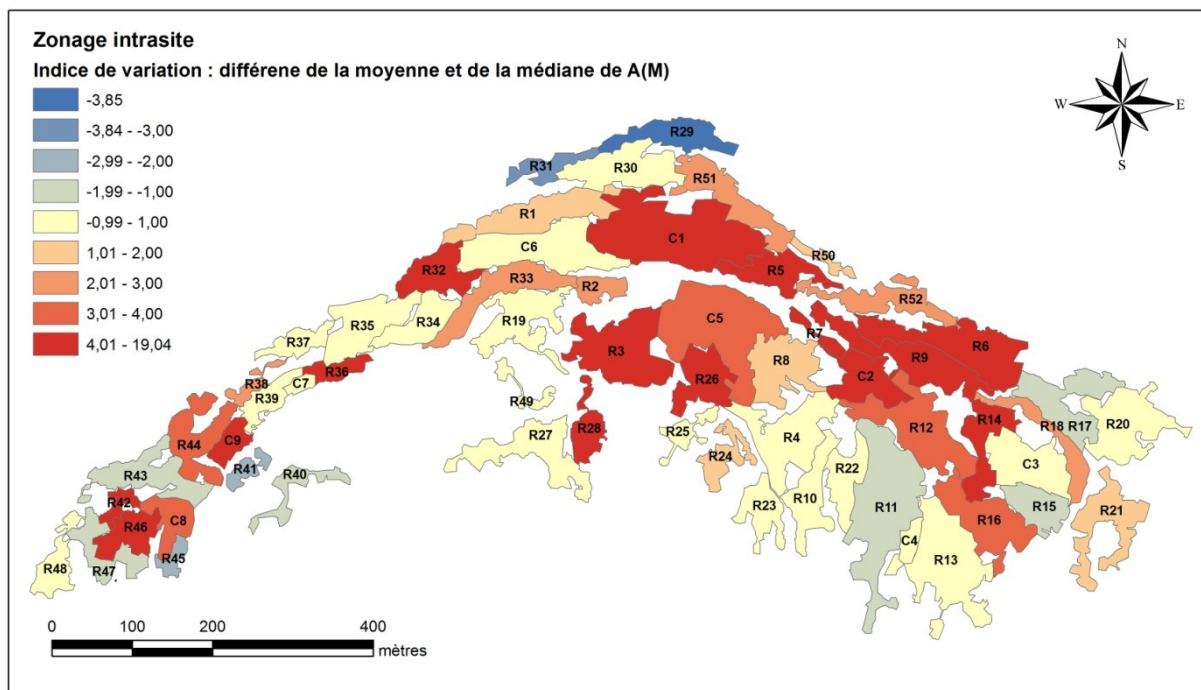 Zonage intrasite
Indice de variation : différene de la moyenne et de la médiane de A(M)
-3,85
-3,84 - -3,00
-2,99 - -2,00
-1,99 - -1,00
-0,99 - 1,00
1,01 - 2,00
2,01 - 3,00
3,01 - 4,00
4,01 - 19,04
N
W
E
S
R29
R31
R30
R51
R1
C6
C1
R50
R32
R33
R2
R5
R52
R37
R35
R34
R19
R3
C5
R7
R9
R6
R8
C2
R26
R38
R39
C7
R36
R49
R28
R27
R25
R24
R4
R12
R14
R18
R17
R20
R44
C9
R41
R43
R40
R42
R46
C8
R45
R47
R48
R23
R10
R22
R11
C4
R13
C3
R15
R16
R21
0
100
200
400
mètres